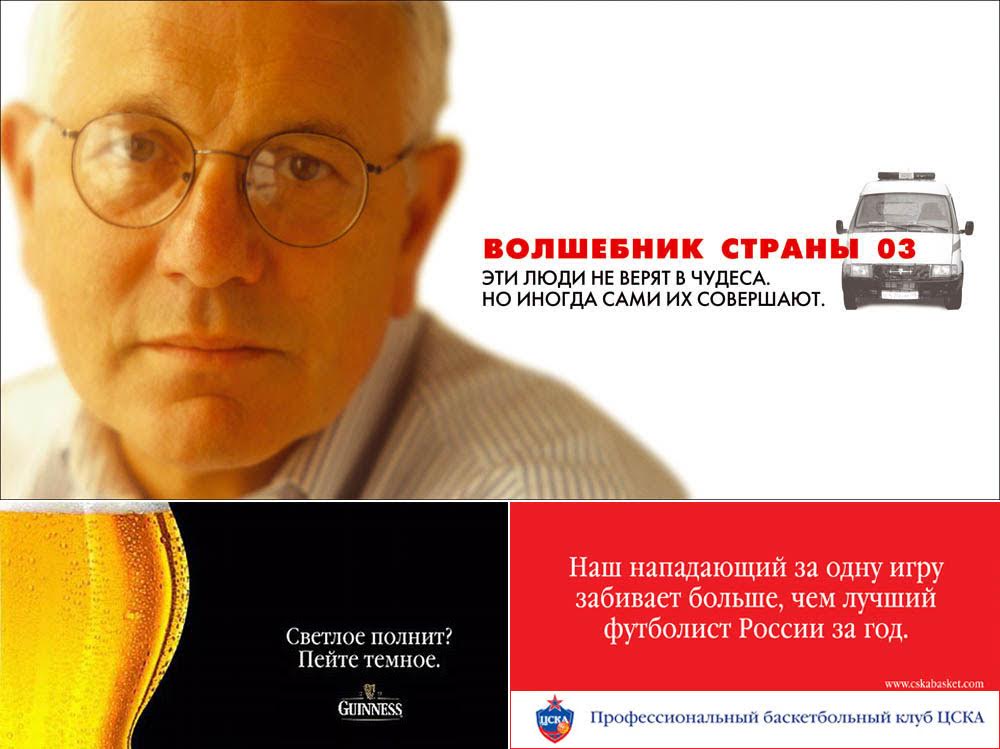 ВОЛШЕБНИК СТРАНЫ 03
ЭТИ ЛЮДИ НЕ ВЕРЯТ В ЧУДЕСА.
НО ИНОГДА САМИ ИХ СОВЕРШАЮТ.
Светлое полнит?
Пейте темное.
GUINNESS
Наш нападающий за одну игру
забивает больше, чем лучший
футболист России за год.
www.cskabasket.com
ЦСКА
Профессиональный баскетбольный клуб ЦСКА